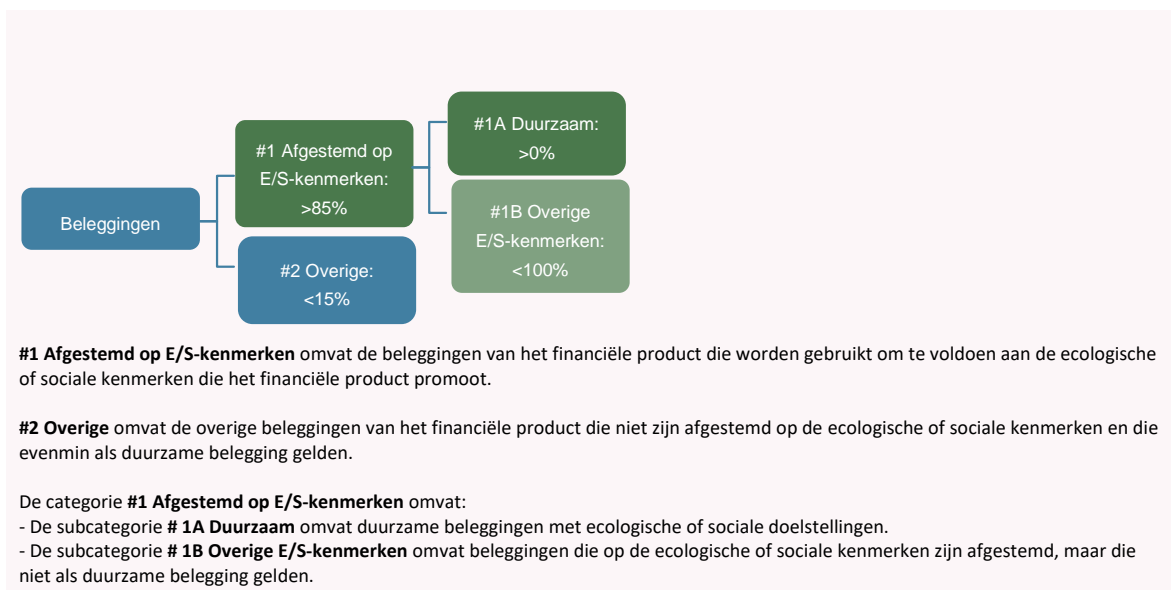 #1A Duurzaam:
>0%
#1 Afgestemd op
E/S-kenmerken:
>85%
#1B Overige
E/S-kenmerken:
<100%
Beleggingen
#2 Overige:
<15%
#1 Afgestemd op E/S-kenmerken omvat de beleggingen van het financiële product die worden gebruikt om te voldoen aan de ecologische
of sociale kenmerken die het financiële product promoot.
#2 Overige omvat de overige beleggingen van het financiële product die niet zijn afgestemd op de ecologische of sociale kenmerken en die
evenmin als duurzame belegging gelden.
De categorie #1 Afgestemd op E/S-kenmerken omvat:
- De subcategorie # 1A Duurzaam omvat duurzame beleggingen met ecologische of sociale doelstellingen.
- De subcategorie # 1B Overige E/S-kenmerken omvat beleggingen die op de ecologische of sociale kenmerken zijn afgestemd, maar die
niet als duurzame belegging gelden.